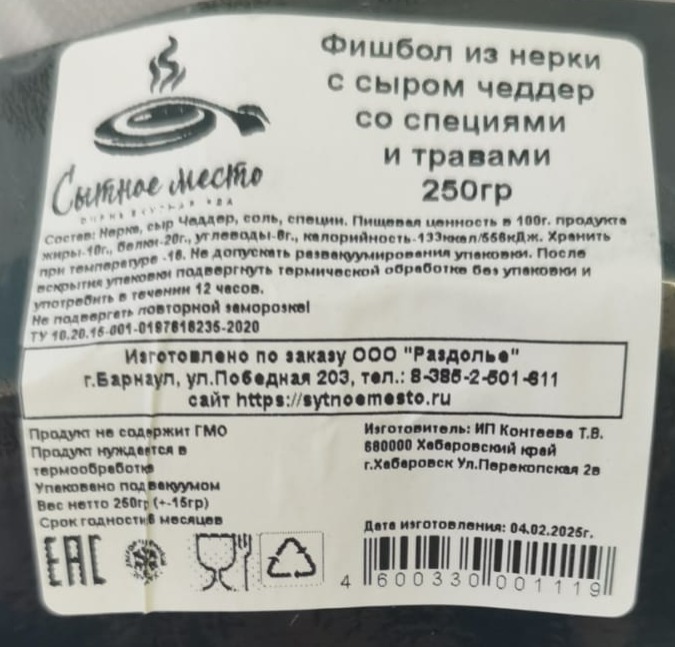 Фишбол из нерки
с сыром чеддер
со специями
и травами
250гр
Сытное место
очень вкусная еда
Состав: Нерка, сыр Чеддер, соль, специи. Пищевая ценность в 100г. продукта
жиры-10г., белки-20г., углеводы-6г., калорийность-133ккал/556кДж. Хранить
при температуре -18. Не допускать развакуумирования упаковки. После
вскрытия упаковки подвергнуть термической обработке без упаковки и
употребить в течении 12 часов.
Не подвергать повторной заморозке!
ТУ 10.20.15-001-0197618235-2020
Изготовлено по заказу ООО "Раздолье"
г.Барнаул, ул.Победная 203, тел.: 8-385-2-501-611
сайт https://sytnoemesto.ru
Продукт не содержит ГМО
Продукт нуждается в
термообработке
Упаковано под вакуумом
Вес нетто 250гр (+-15гр)
Срок годности 6 месяцев
Изготовитель: ИП Контеева Т.В.
680000 Хабаровский край
г.Хабаровск Ул.Перекопская 2в
Дата изготовления: 04.02.2025г.
EAC
4 600330 001119